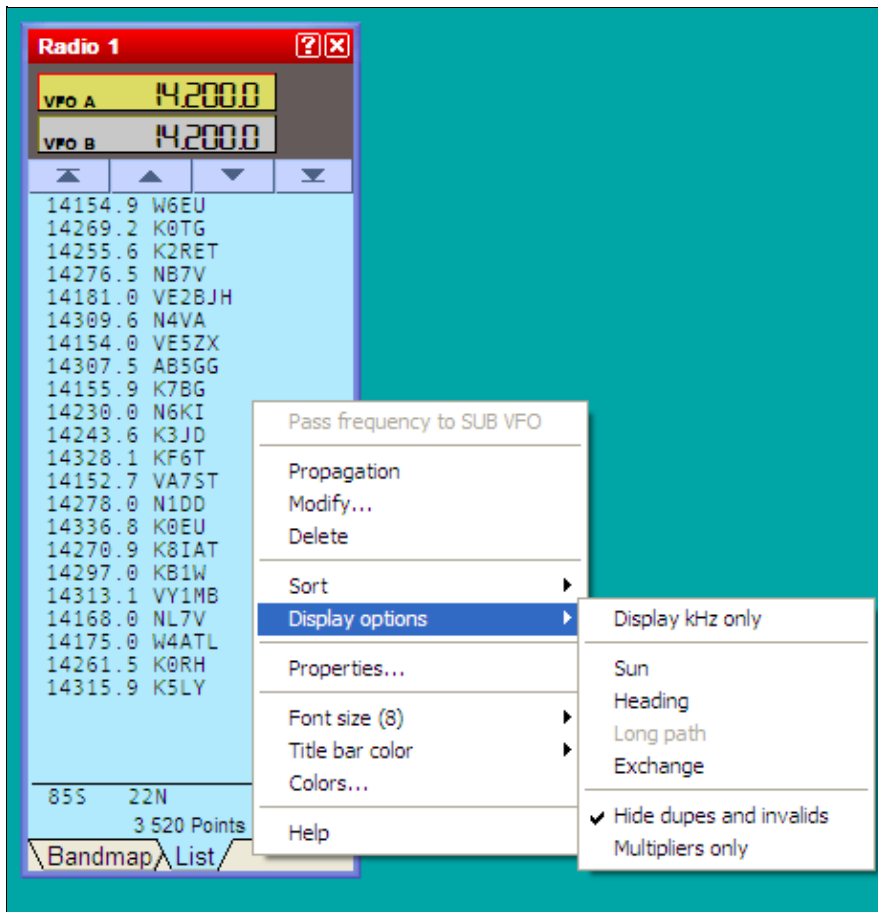 Radio 1
VFO A 14.200.0
VFO B 14.200.0
14154.9 W6EU
14269.2 K0TG
14255.6 K2RET
14276.5 NB7V
14181.0 VE2BJH
14309.6 N4VA
14154.0 VE5ZX
14307.5 AB5GG
14155.9 K7BG
14230.0 N6KI
14243.6 K3JD
14328.1 KF6T
14152.7 VA7ST
14278.0 N1DD
14336.8 K0EU
14270.9 K8IAT
14297.0 KB1W
14313.1 VY1MB
14168.0 NL7V
14175.0 W4ATL
14261.5 K0RH
14315.9 K5LY
85S 22N
3 520 Points
Bandmap List
Pass frequency to SUB VFO
Propagation
Modify...
Delete
Sort
Display options
Properties...
Font size (8)
Title bar color
Colors...
Help
Display kHz only
Sun
Heading
Long path
Exchange
Hide dupes and invalids
Multipliers only